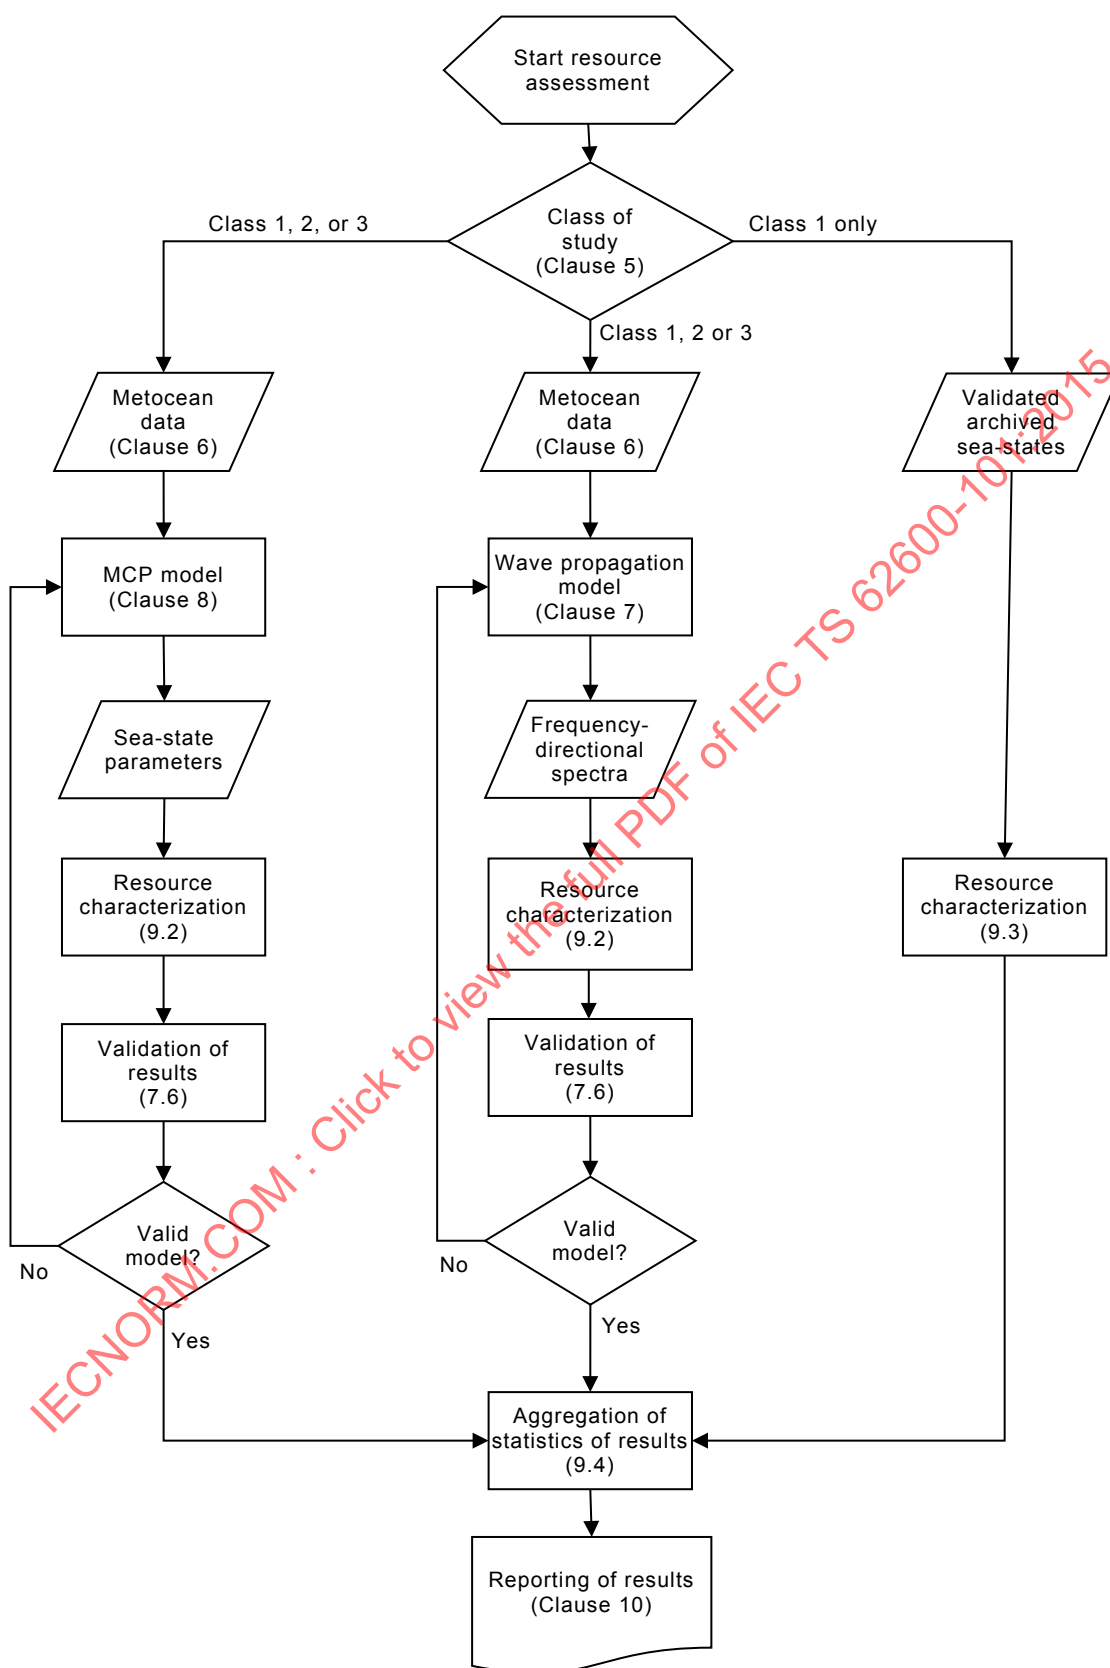 Start resource
assessment
Class of
study
(Clause 5)
Class 1, 2, or 3
Class 1 only
Class 1, 2 or 3
Metocean
data
(Clause 6)
Metocean
data
(Clause 6)
Validated
archived
sea-states
MCP model
(Clause 8)
Wave propagation
model
(Clause 7)
Sea-state
parameters
Frequency-
directional
spectra
Resource
characterization
(9.2)
Resource
characterization
(9.2)
Resource
characterization
(9.3)
Validation of
results
(7.6)
Validation of
results
(7.6)
Valid
model?
No
Yes
Valid
model?
No
Yes
Aggregation of
statistics of results
(9.4)
Reporting of results
(Clause 10)
IECNORM.COM : Click to view the full PDF of IEC TS 62600-101:2015